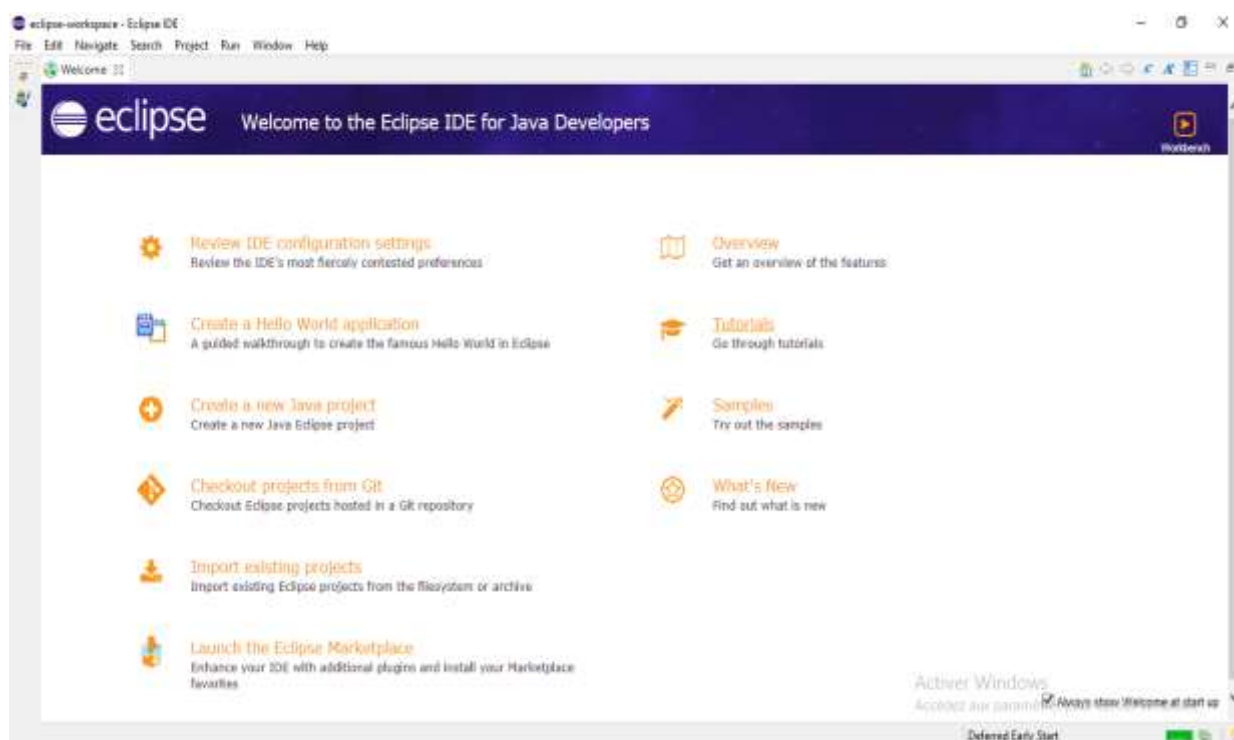 eclipse-workspace - Eclipse IDE
File Edit Navigate Search Project Run Window Help
Welcome
eclipse Welcome to the Eclipse IDE for Java Developers
Workbench
Review IDE configuration settings
Review the IDE's most fiercely contested preferences
Overview
Get an overview of the features
Create a Hello World application
A guided walkthrough to create the famous Hello World in Eclipse
Tutorials
Go through tutorials
Create a new Java project
Create a new Java Eclipse project
Samples
Try out the samples
Checkout projects from Git
Checkout Eclipse projects hosted in a Git repository
What's New
Find out what is new
Import existing projects
Import existing Eclipse projects from the filesystem or archive
Launch the Eclipse Marketplace
Enhance your IDE with additional plugins and install your Marketplace
favorites
Activer Windows
Accédez aux
Always show Welcome at start up
Deferred Early Start